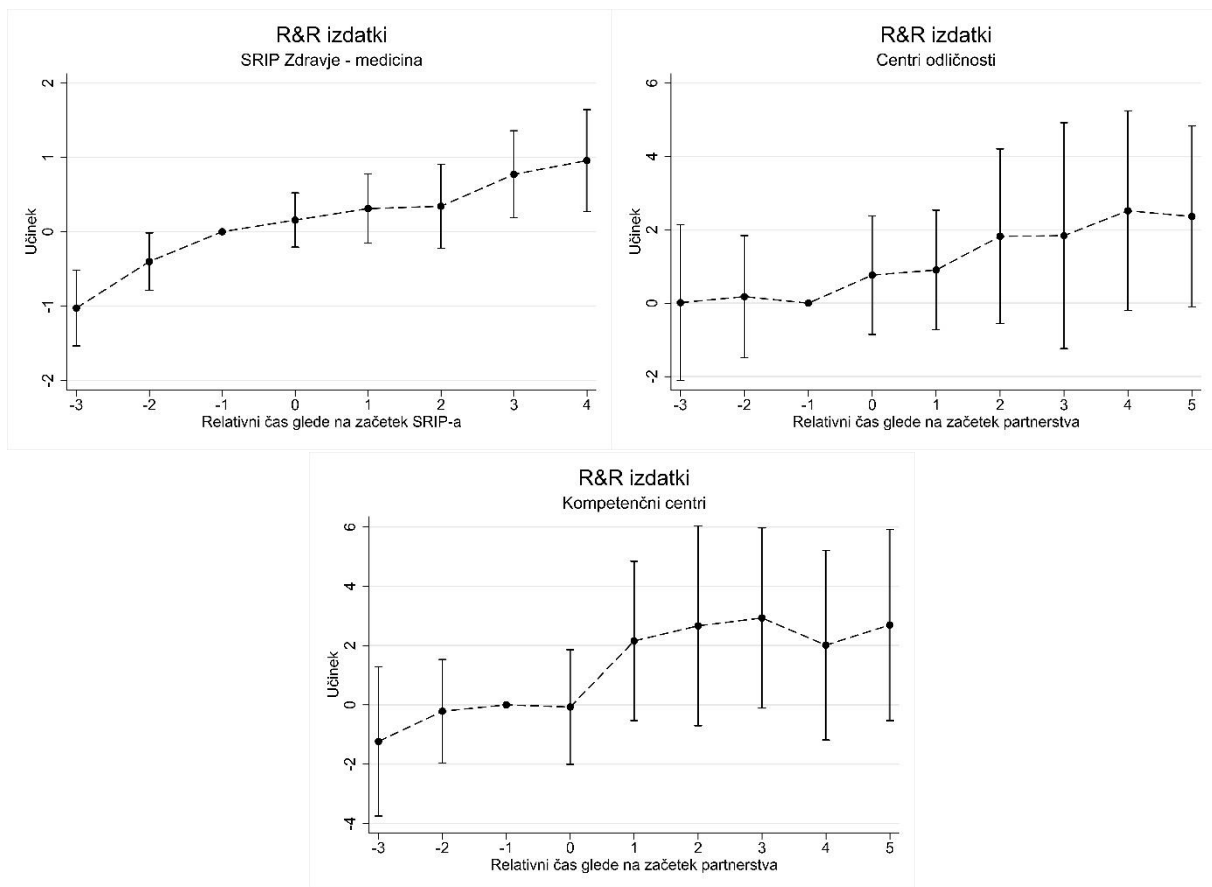 R&R izdatki
SRIP Zdravje - medicina
2
1
0
-1
-2
Učinek
-3 -2 -1 0 1 2 3 4
Relativni čas glede na začetek SRIP-a
R&R izdatki
Centri odličnosti
6
4
2
0
-2
Učinek
-3 -2 -1 0 1 2 3 4 5
Relativni čas glede na začetek partnerstva
R&R izdatki
Kompetenčni centri
6
4
2
0
-2
-4
Učinek
-3 -2 -1 0 1 2 3 4 5
Relativni čas glede na začetek partnerstva